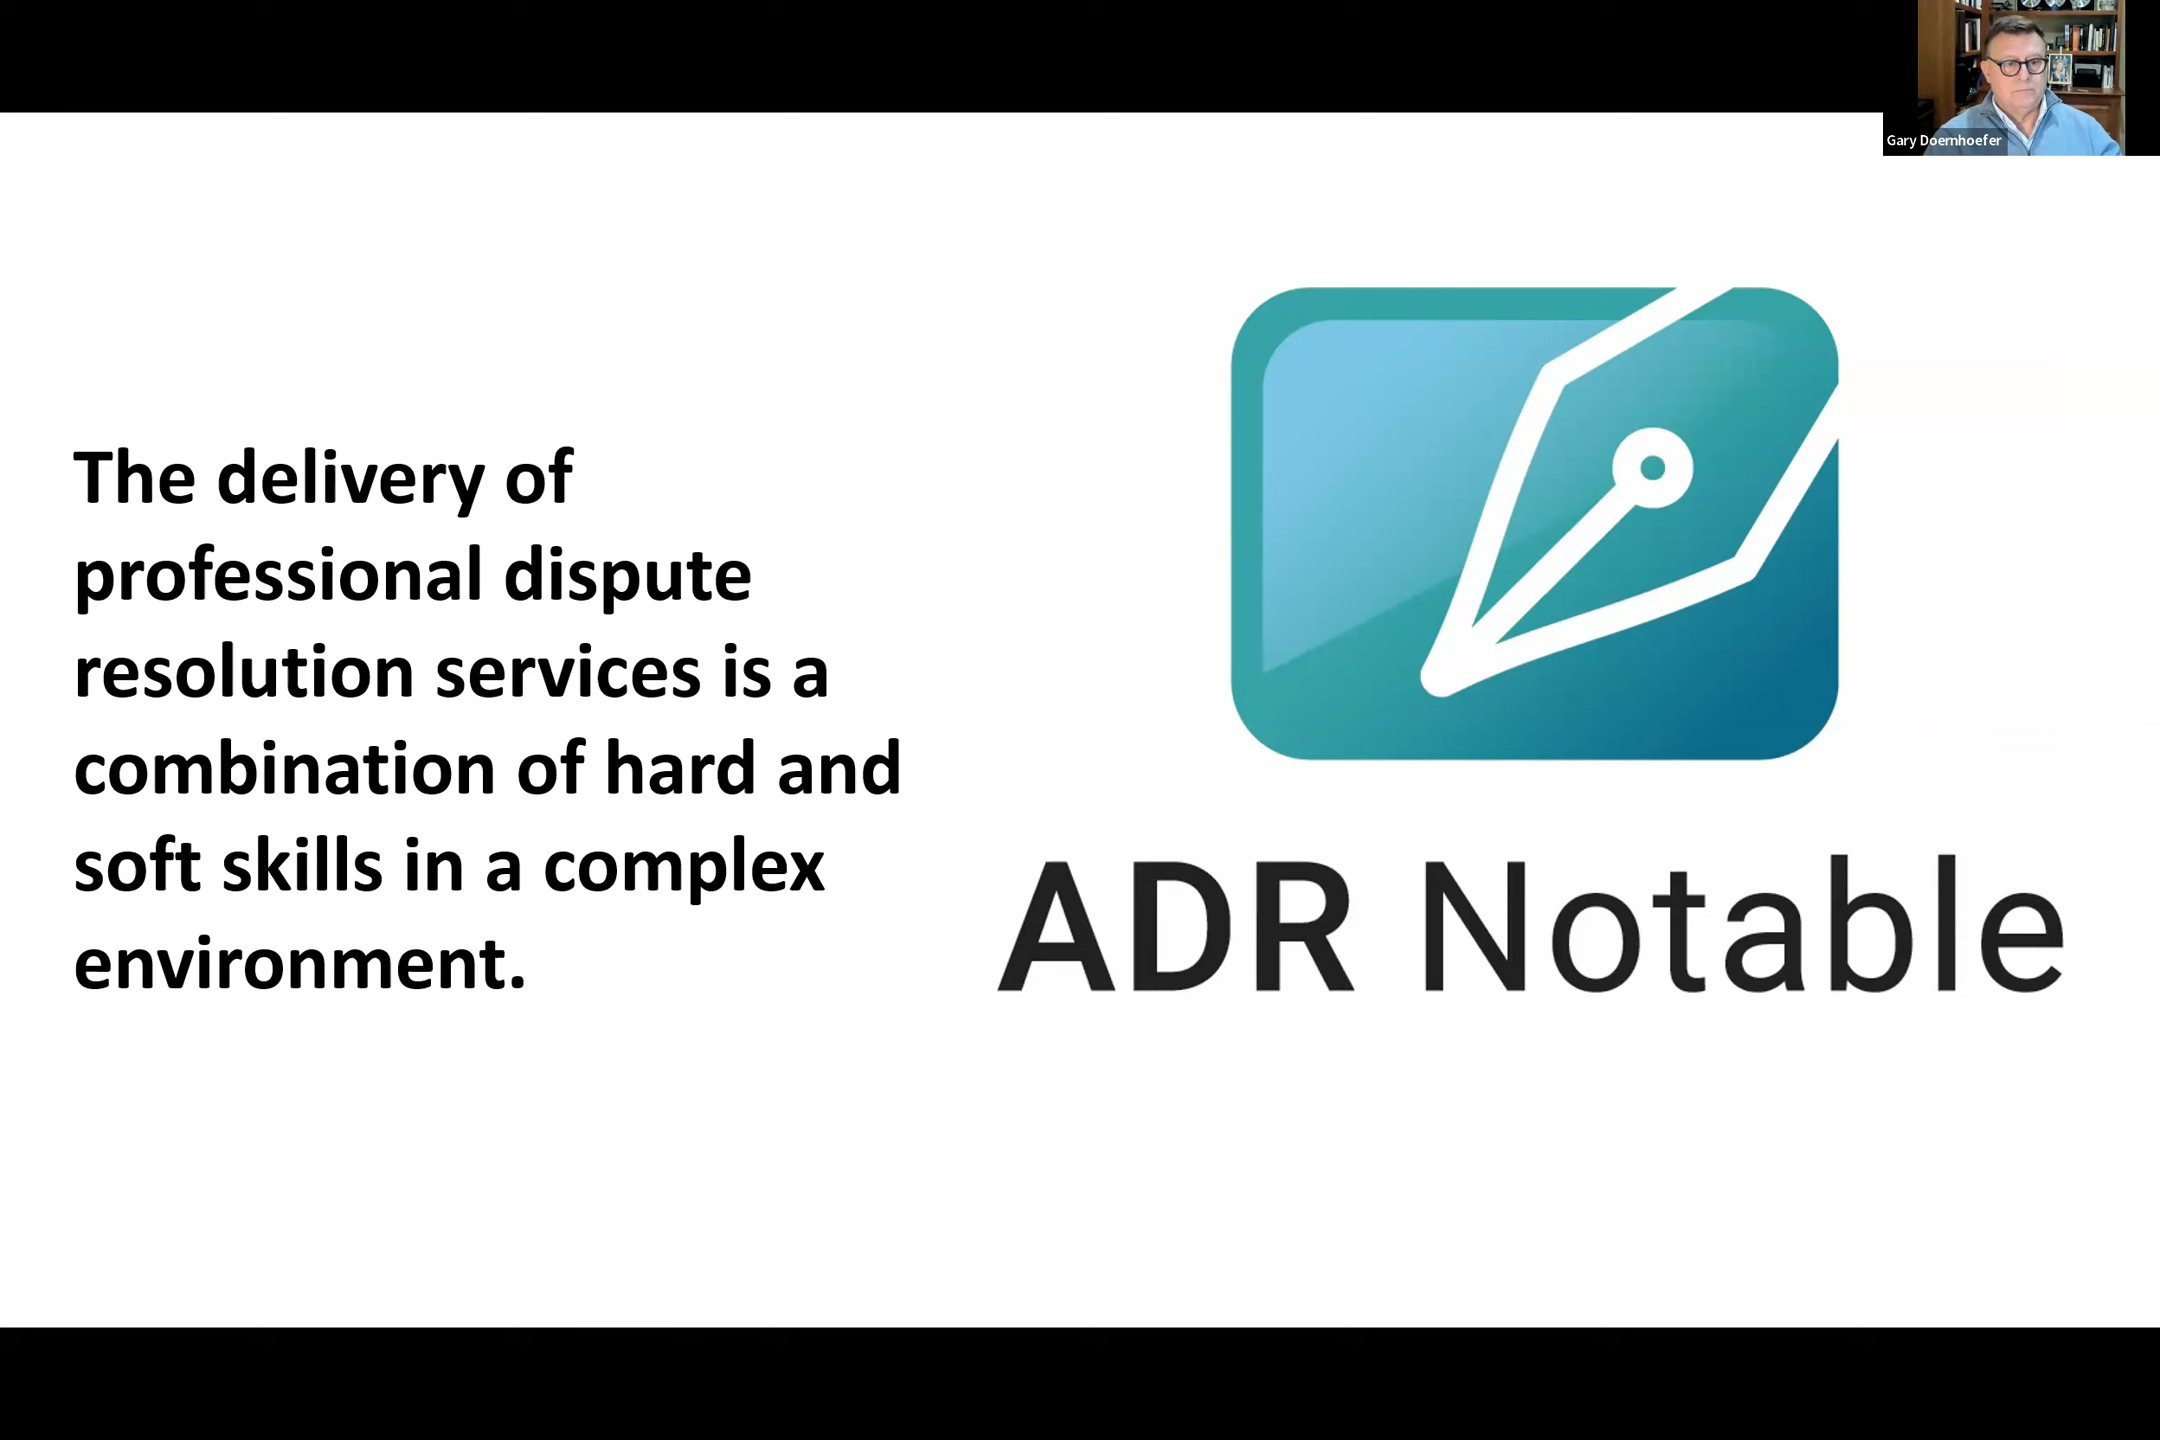 Gary Doernhoefer
The delivery of
professional dispute
resolution services is a
combination of hard and
soft skills in a complex
environment.
ADR Notable